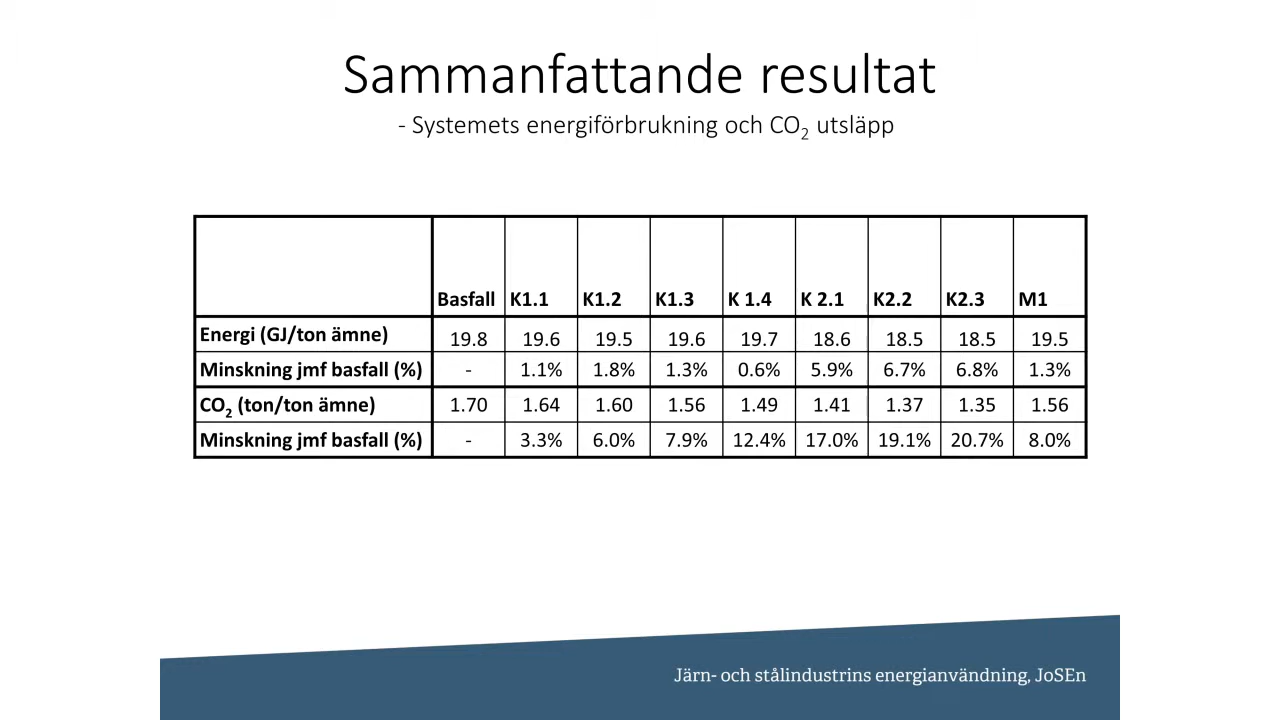 Sammanfattande resultat
- Systemets energiförbrukning och CO2 utsläpp
Basfall K1.1 K1.2 K1.3 K 1.4 K 2.1 K2.2 K2.3 M1
Energi (GJ/ton ämne) 19.8 19.6 19.5 19.6 19.7 18.6 18.5 18.5 19.5
Minskning jmf basfall (%) - 1.1% 1.8% 1.3% 0.6% 5.9% 6.7% 6.8% 1.3%
CO2 (ton/ton ämne) 1.70 1.64 1.60 1.56 1.49 1.41 1.37 1.35 1.56
Minskning jmf basfall (%) - 3.3% 6.0% 7.9% 12.4% 17.0% 19.1% 20.7% 8.0%
Järn- och stålindustrins energianvändning, JoSEn